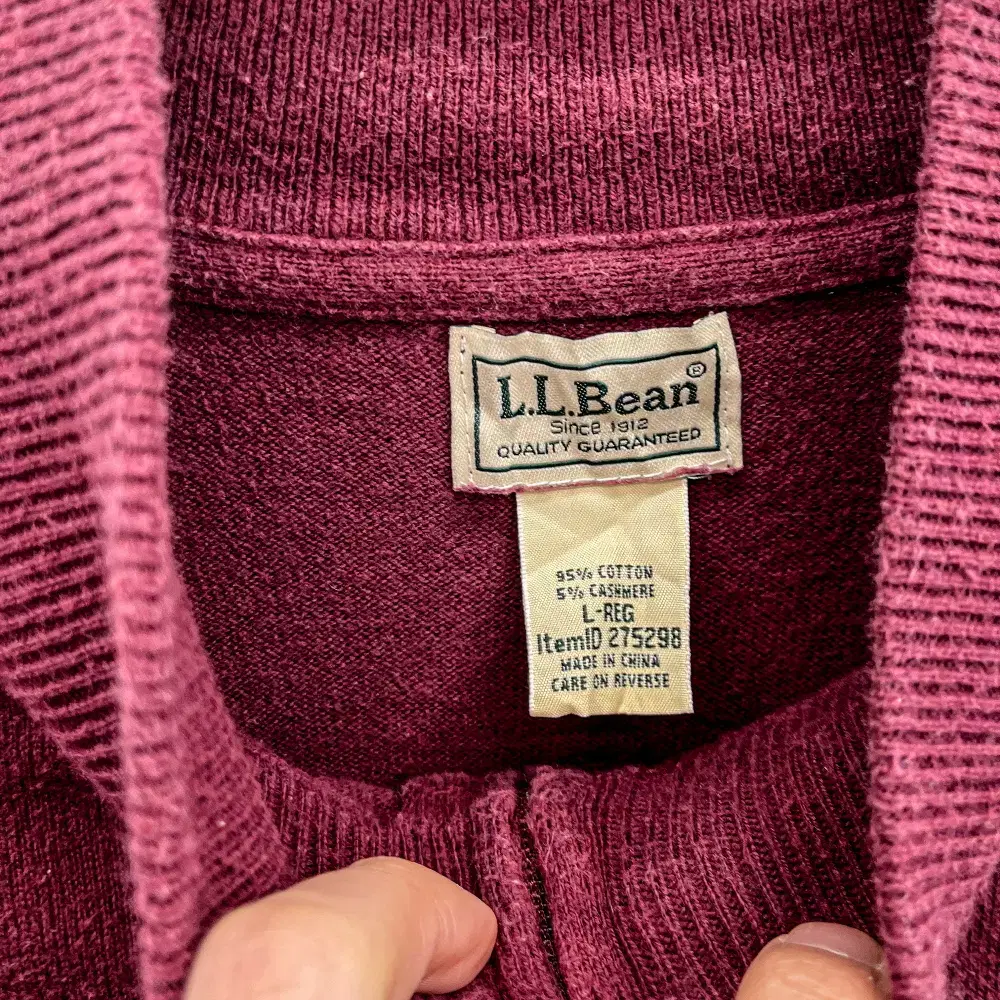 L.L.Bean®
Since 1912
QUALITY GUARANTEED
95% COTTON
5% CASHMERE
L-REG
ItemID 275298
MADE IN CHINA
CARE ON REVERSE